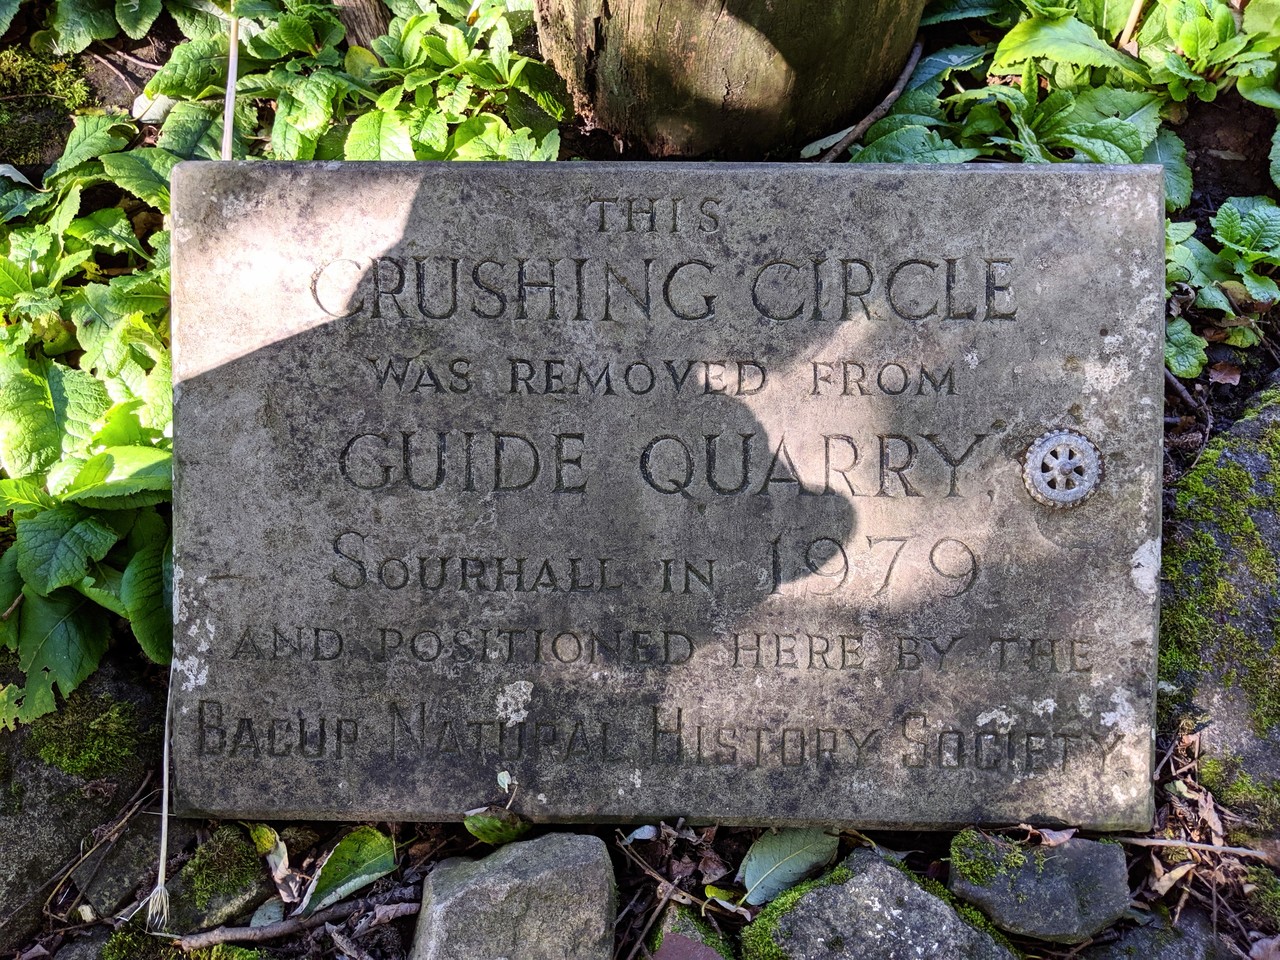 THIS
CRUSHING CIRCLE
WAS REMOVED FROM
GUIDE QUARRY,
SOURHALL IN 1979
AND POSITIONED HERE BY THE
BACUP NATURAL HISTORY SOCIETY